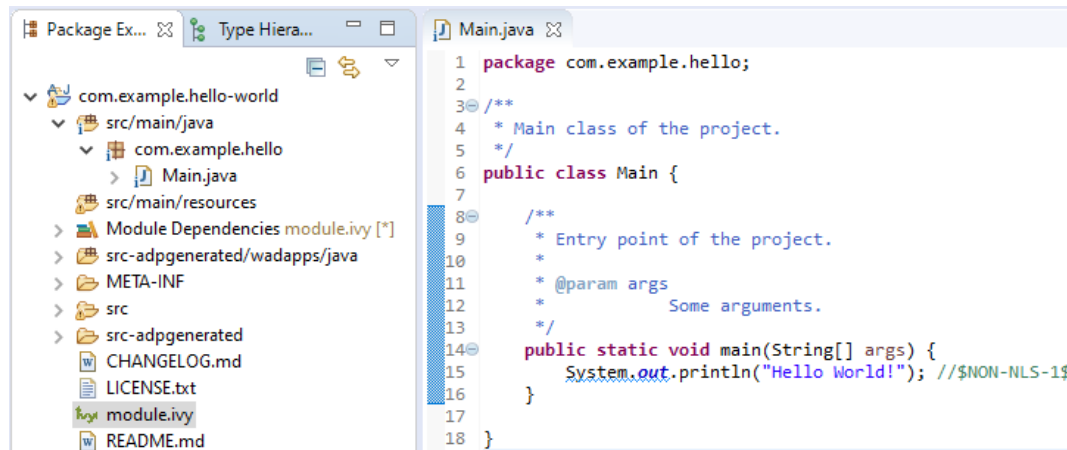 Package Ex...
Type Hiera...
com.example.hello-world
src/main/java
com.example.hello
Main.java
src/main/resources
Module Dependencies module.ivy [*]
src-adpgenerated/wadapps/java
META-INF
src
src-adpgenerated
CHANGELOG.md
LICENSE.txt
module.ivy
README.md
Main.java
1 package com.example.hello;
2
3 /**
4 * Main class of the project.
5 */
6 public class Main {
7
8 /**
9 * Entry point of the project.
10 *
11 * @param args
12 * Some arguments.
13 */
14 public static void main(String[] args) {
15 System.out.println("Hello World!"); //$NON-NLS-1$
16 }
17
18 }